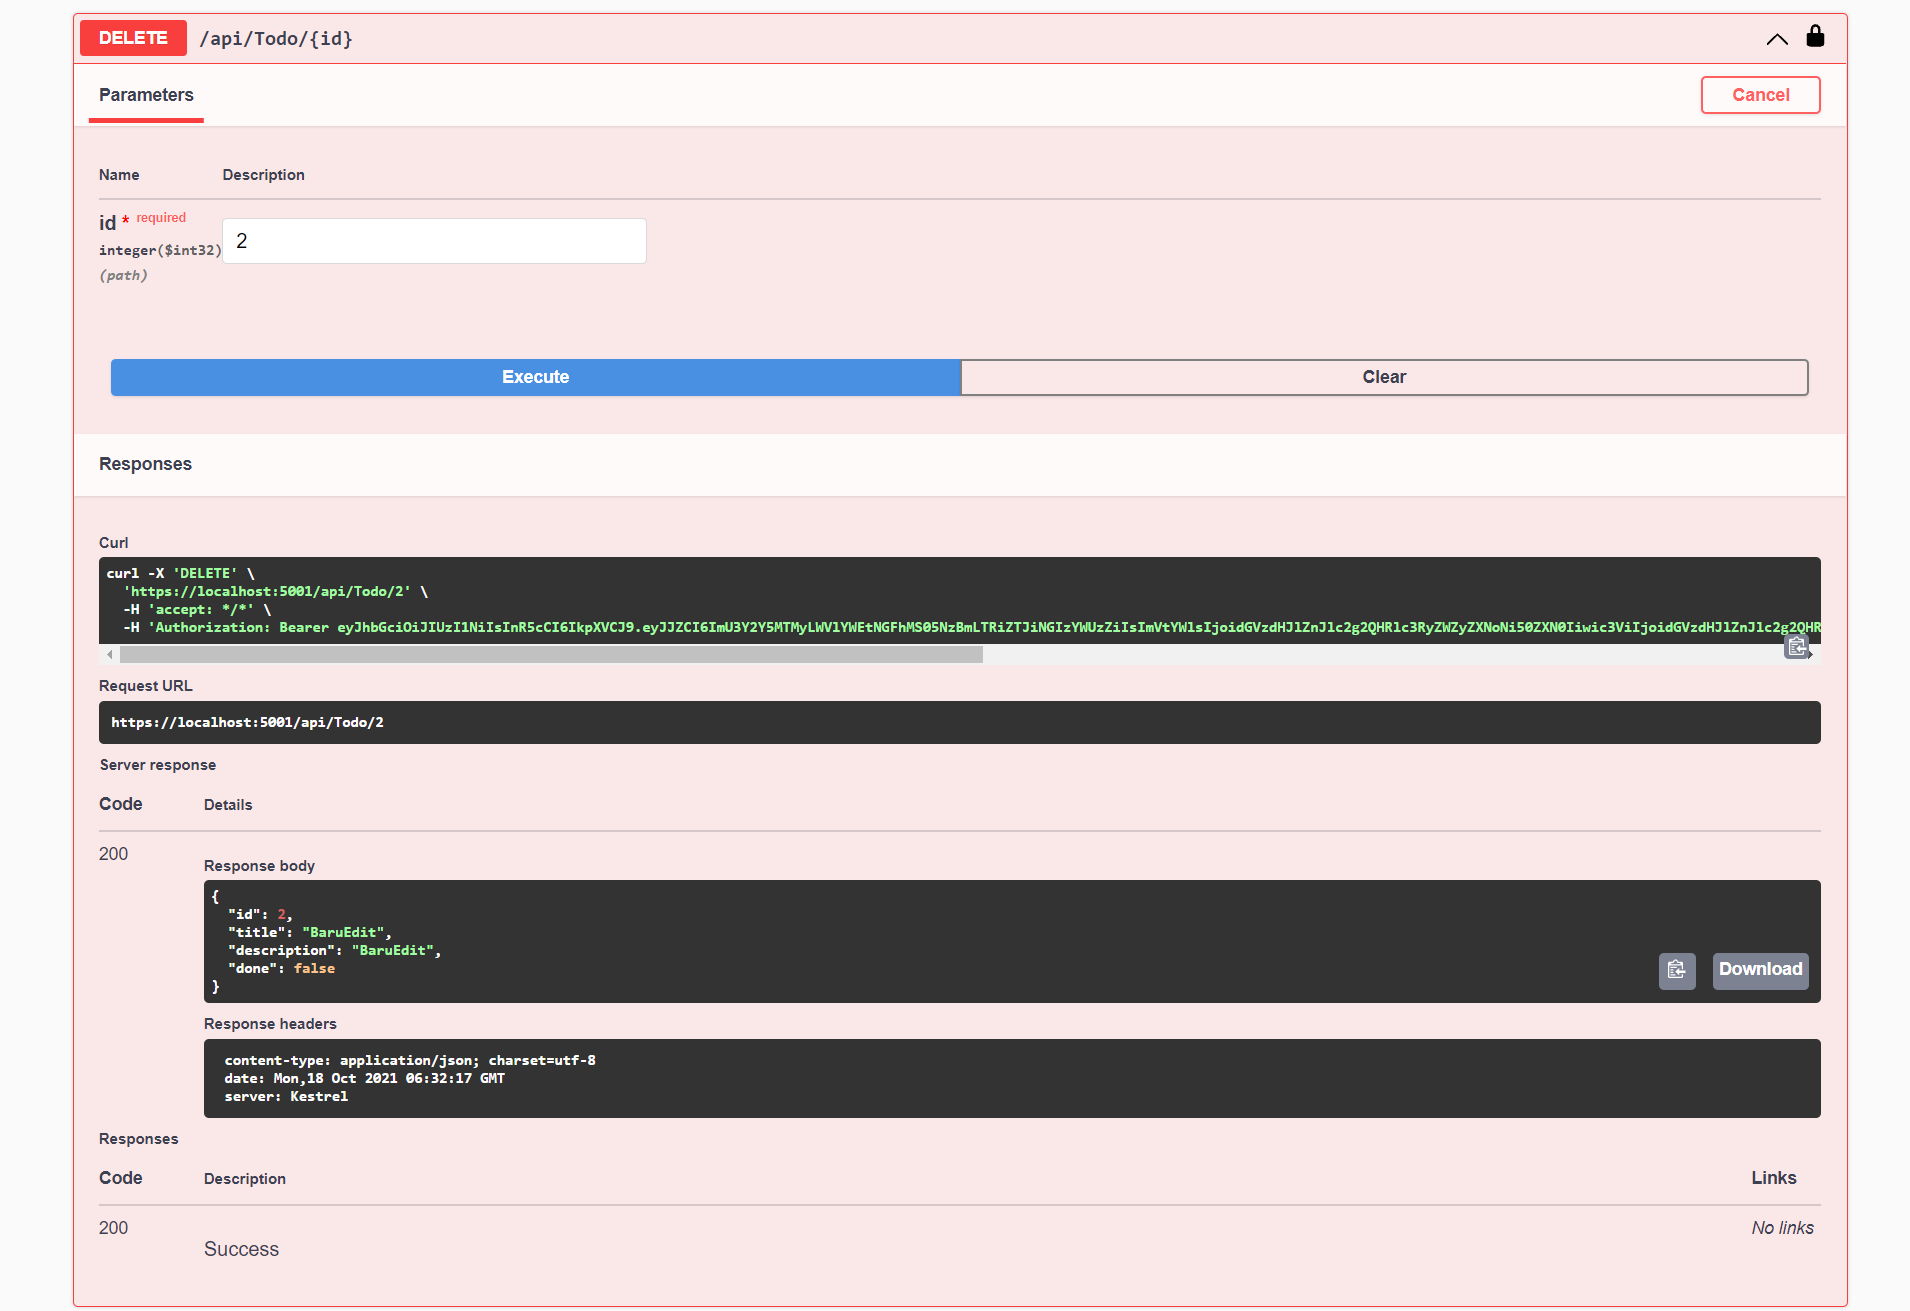 DELETE /api/Todo/{id}
Parameters
Cancel
Name Description
id * required
integer($int32)
(path)
2
Execute Clear
Responses
Curl
curl -X 'DELETE' \
'https://localhost:5001/api/Todo/2' \
-H 'accept: */*' \
-H 'Authorization: Bearer
Request URL
https://localhost:5001/api/Todo/2
Server response
Code Details
200
Response body
{
"id": 2,
"title": "BaruEdit",
"description": "BaruEdit",
"done": false
}
Download
Response headers
content-type: application/json; charset=utf-8
date: Mon,18 Oct 2021 06:32:17 GMT
server: Kestrel
Responses
Code Description Links
200 No links
Success